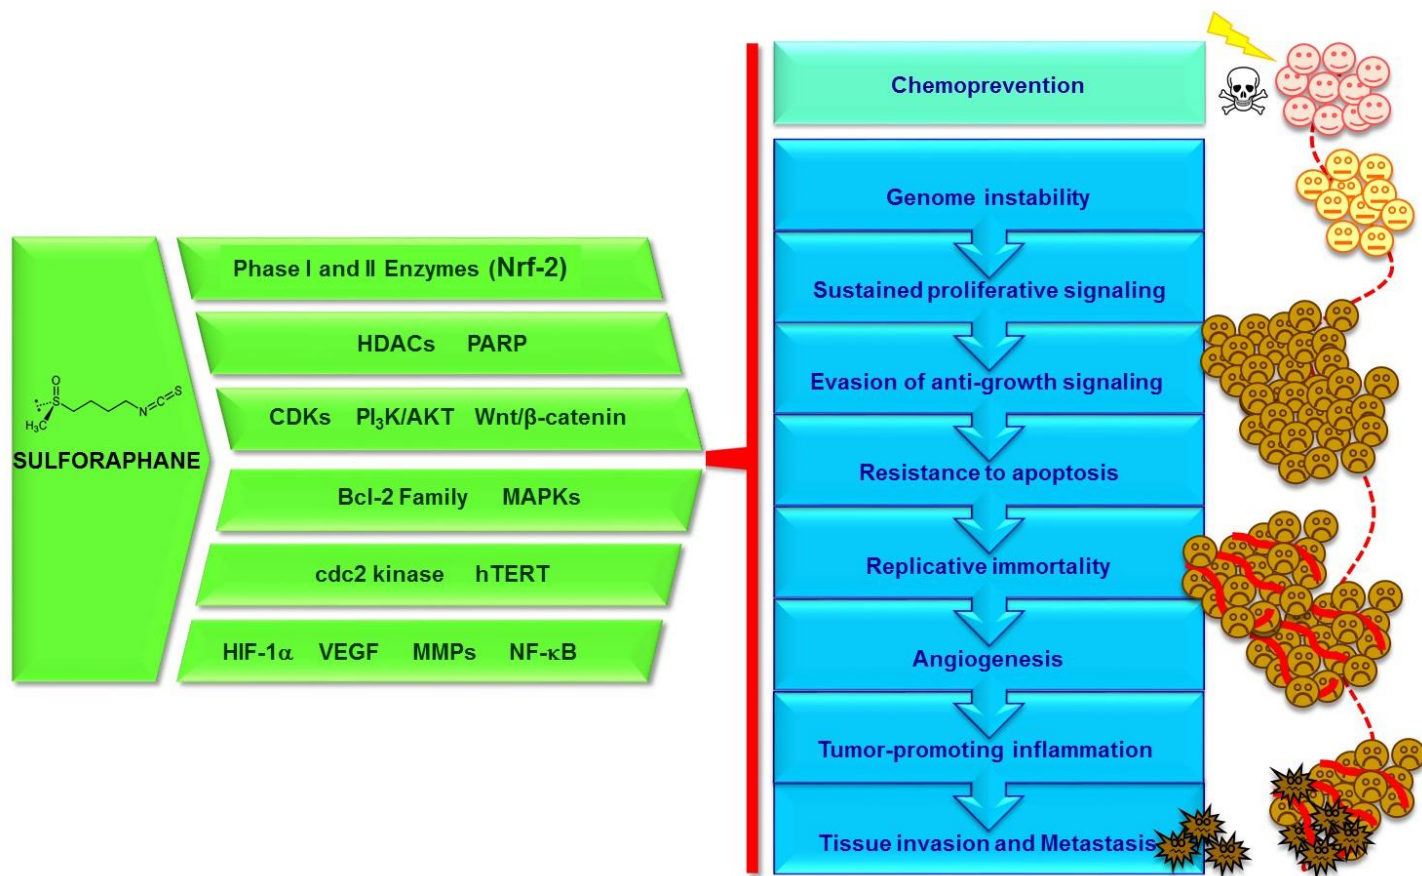 O
S
N
C
S
H₃C
SULFORAPHANE
Phase I and II Enzymes (Nrf-2)
HDACs PARP
CDKs PI₃K/AKT Wnt/β-catenin
Bcl-2 Family MAPKs
cdc2 kinase hTERT
HIF-1α VEGF MMPs NF-κB
Chemoprevention
Genome instability
Sustained proliferative signaling
Evasion of anti-growth signaling
Resistance to apoptosis
Replicative immortality
Angiogenesis
Tumor-promoting inflammation
Tissue invasion and Metastasis